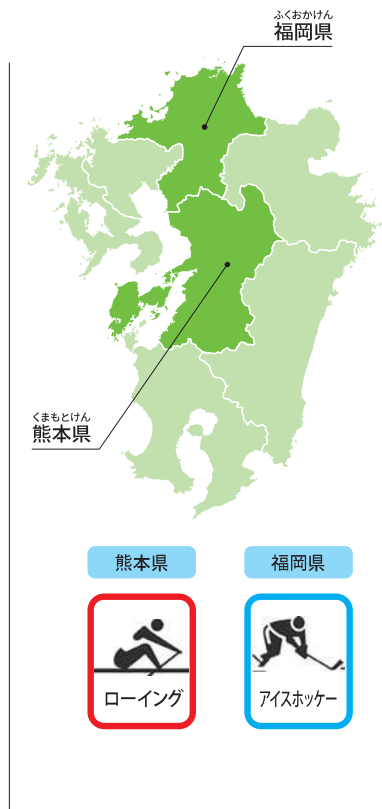 ふくおかけん
福岡県
くまもとけん
熊本県
熊本県
福岡県
ローイング
アイスホッケー